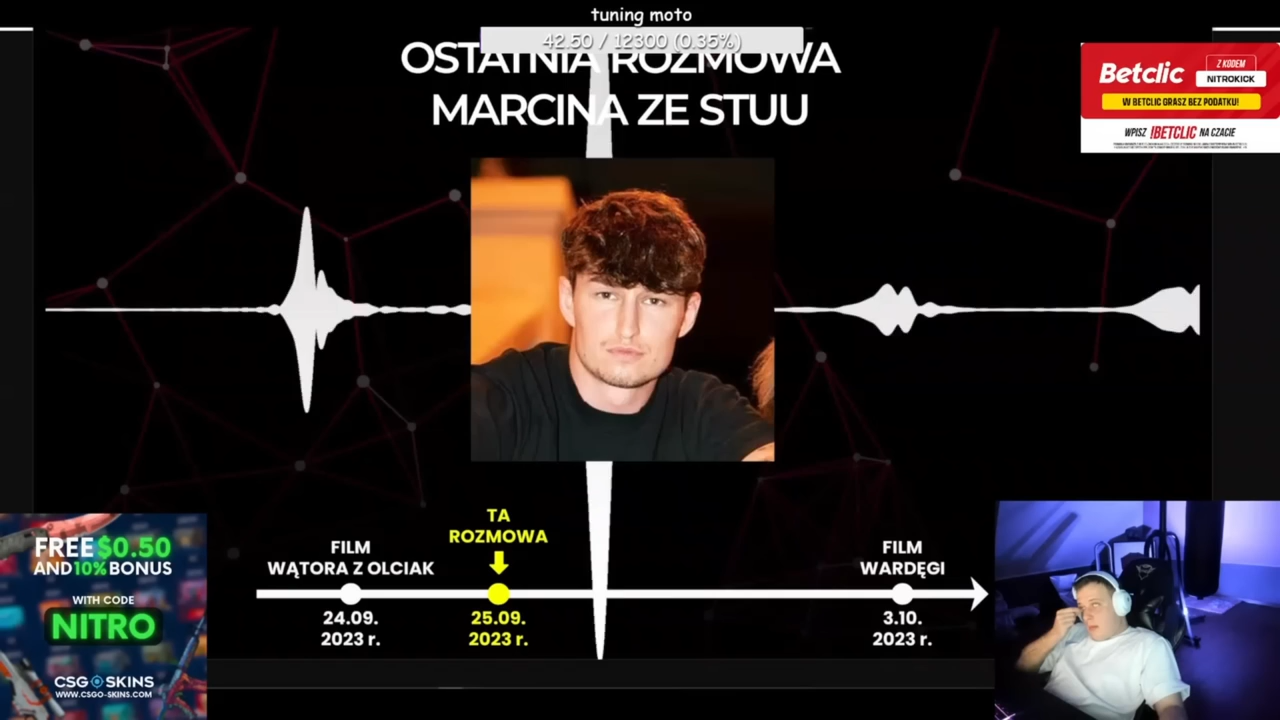 tuning moto
42.50 / 12300 (0.35%)
OSTATNIA ROZMOWA
MARCINA ZE STUU
Betclic
Z KODEM
NITROKICK
W BETCLIC GRASZ BEZ PODATKU!
WPISZ !BETCLIC NA CZACIE
TA
ROZMOWA
FILM
WĄTORA Z OLCIAK
FILM
WARDĘGI
24.09.
2023 r.
25.09.
2023 r.
3.10.
2023 r.
FREE $0.50
AND 10% BONUS
WITH CODE
NITRO
CSGO SKINS
WWW.CSGO-SKINS.COM